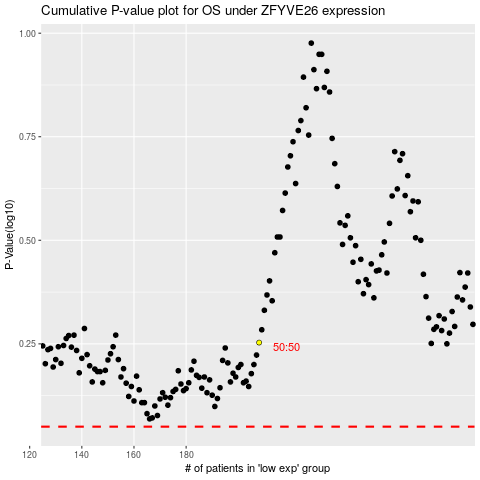 Cumulative P-value plot for OS under ZFYVE26 expression
1.00
0.75
0.50
0.25
P-Value(log10)
50:50
120 140 160 180
# of patients in 'low exp' group